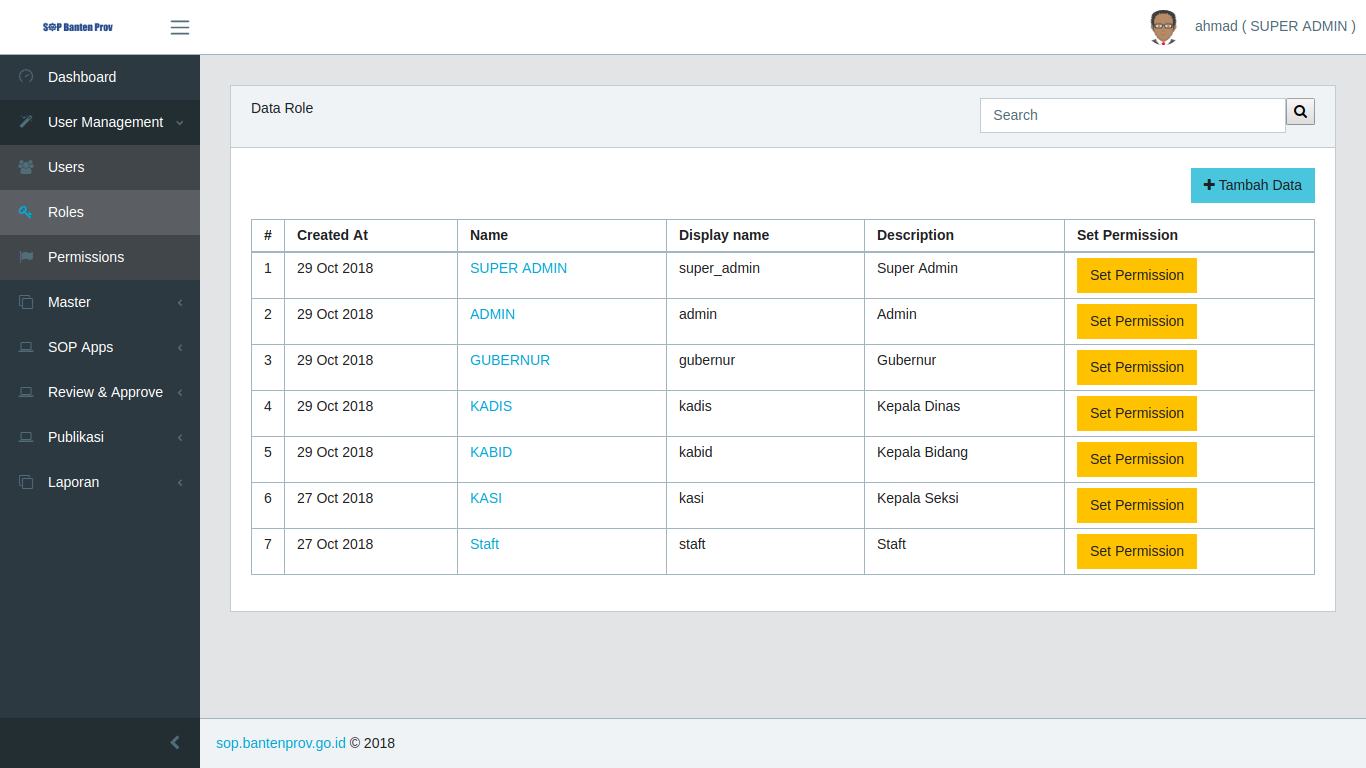 SOP Banten Prov
ahmad ( SUPER ADMIN )
Dashboard
User Management
Users
Roles
Permissions
Master
SOP Apps
Review & Approve
Publikasi
Laporan
Data Role
Search
Tambah Data
# Created At Name Display name Description Set Permission
1 29 Oct 2018 SUPER ADMIN super_admin Super Admin Set Permission
2 29 Oct 2018 ADMIN admin Admin Set Permission
3 29 Oct 2018 GUBERNUR gubernur Gubernur Set Permission
4 29 Oct 2018 KADIS kadis Kepala Dinas Set Permission
5 29 Oct 2018 KABID kabid Kepala Bidang Set Permission
6 27 Oct 2018 KASI kasi Kepala Seksi Set Permission
7 27 Oct 2018 Staft staft Staft Set Permission
sop.bantenprov.go.id © 2018